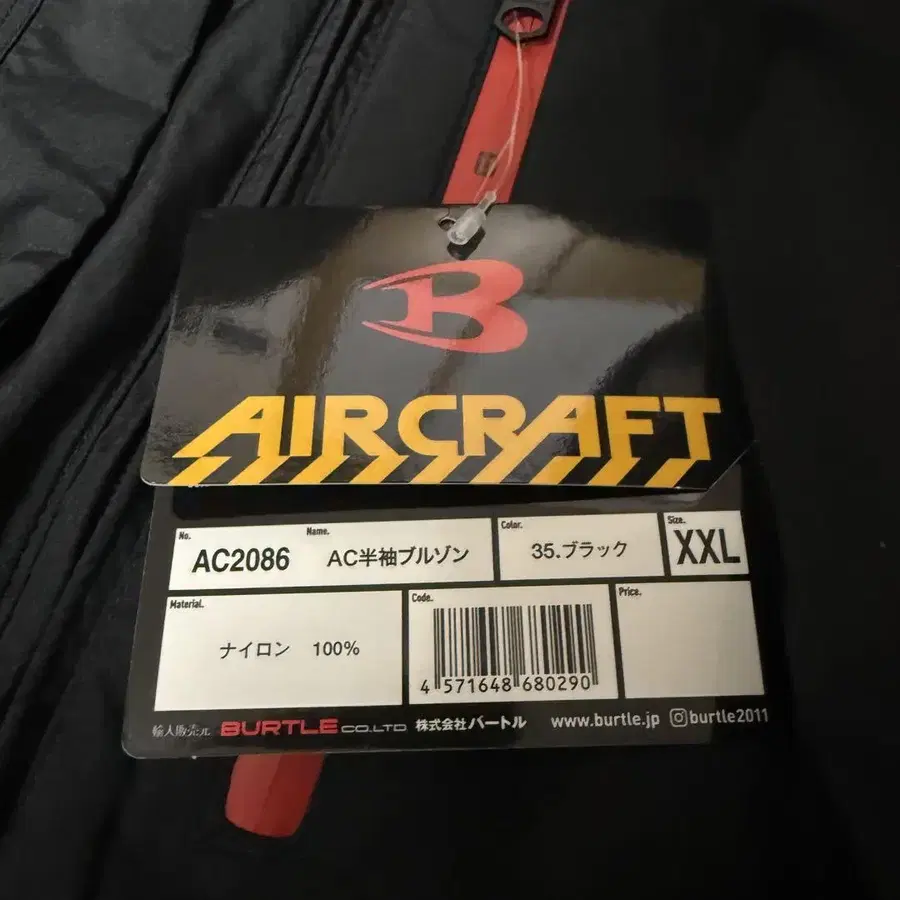 B
AIRCRAFT
No. AC2086 Name. AC半袖ブルゾン Color. 35.ブラック Size. XXL
Material. ナイロン 100% Code. 4 571648 680290 Price.
輸入販売元 BURTLE CO.LTD. 株式会社バートル www.burtle.jp burtle2011